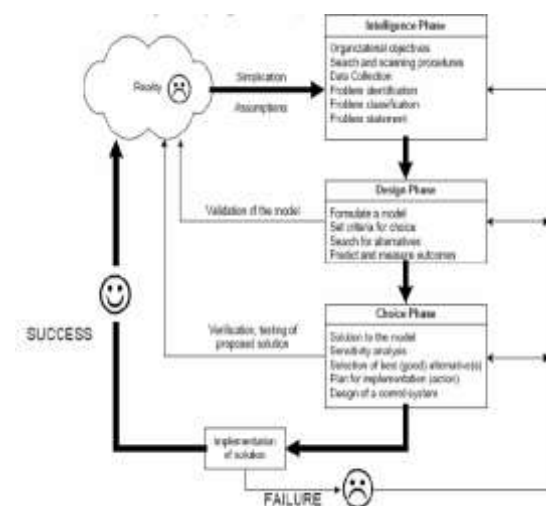 Intelligence Phase
Organizational objectives
Search and scanning procedures
Data Collection
Problem identification
Problem classification
Problem statement
Reality
Simplication
Assumptions
Design Phase
Formulate a model
Set criteria for choice
Search for alternatives
Predict and measure outcomes
Validation of the model
Choice Phase
Solution to the model
Sensitivity analysis
Selection of best (good) alternative(s)
Plan for implementation (action)
Design of a control system
Verification, testing of
proposed solution
SUCCESS
Implementation
of solution
FAILURE